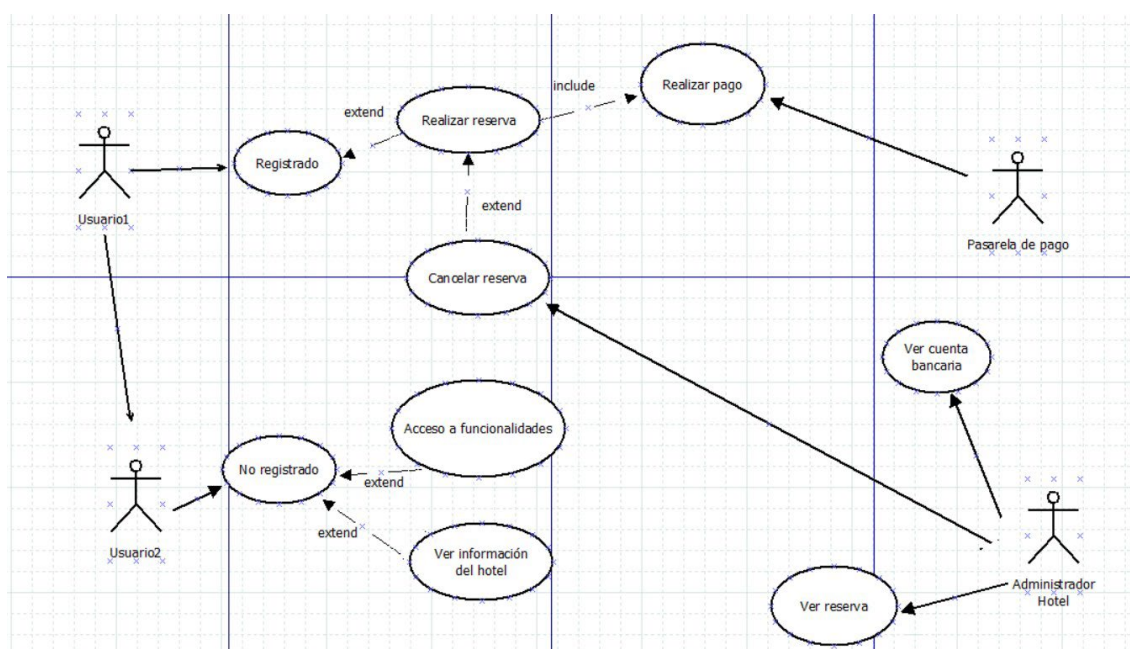 Realizar pago
include
extend
Realizar reserva
Registrado
Usuario1
extend
Pasarela de pago
Cancelar reserva
Ver cuenta
bancaria
Acceso a funcionalidades
No registrado
extend
extend
Usuario2
Ver información
del hotel
Administrador
Hotel
Ver reserva